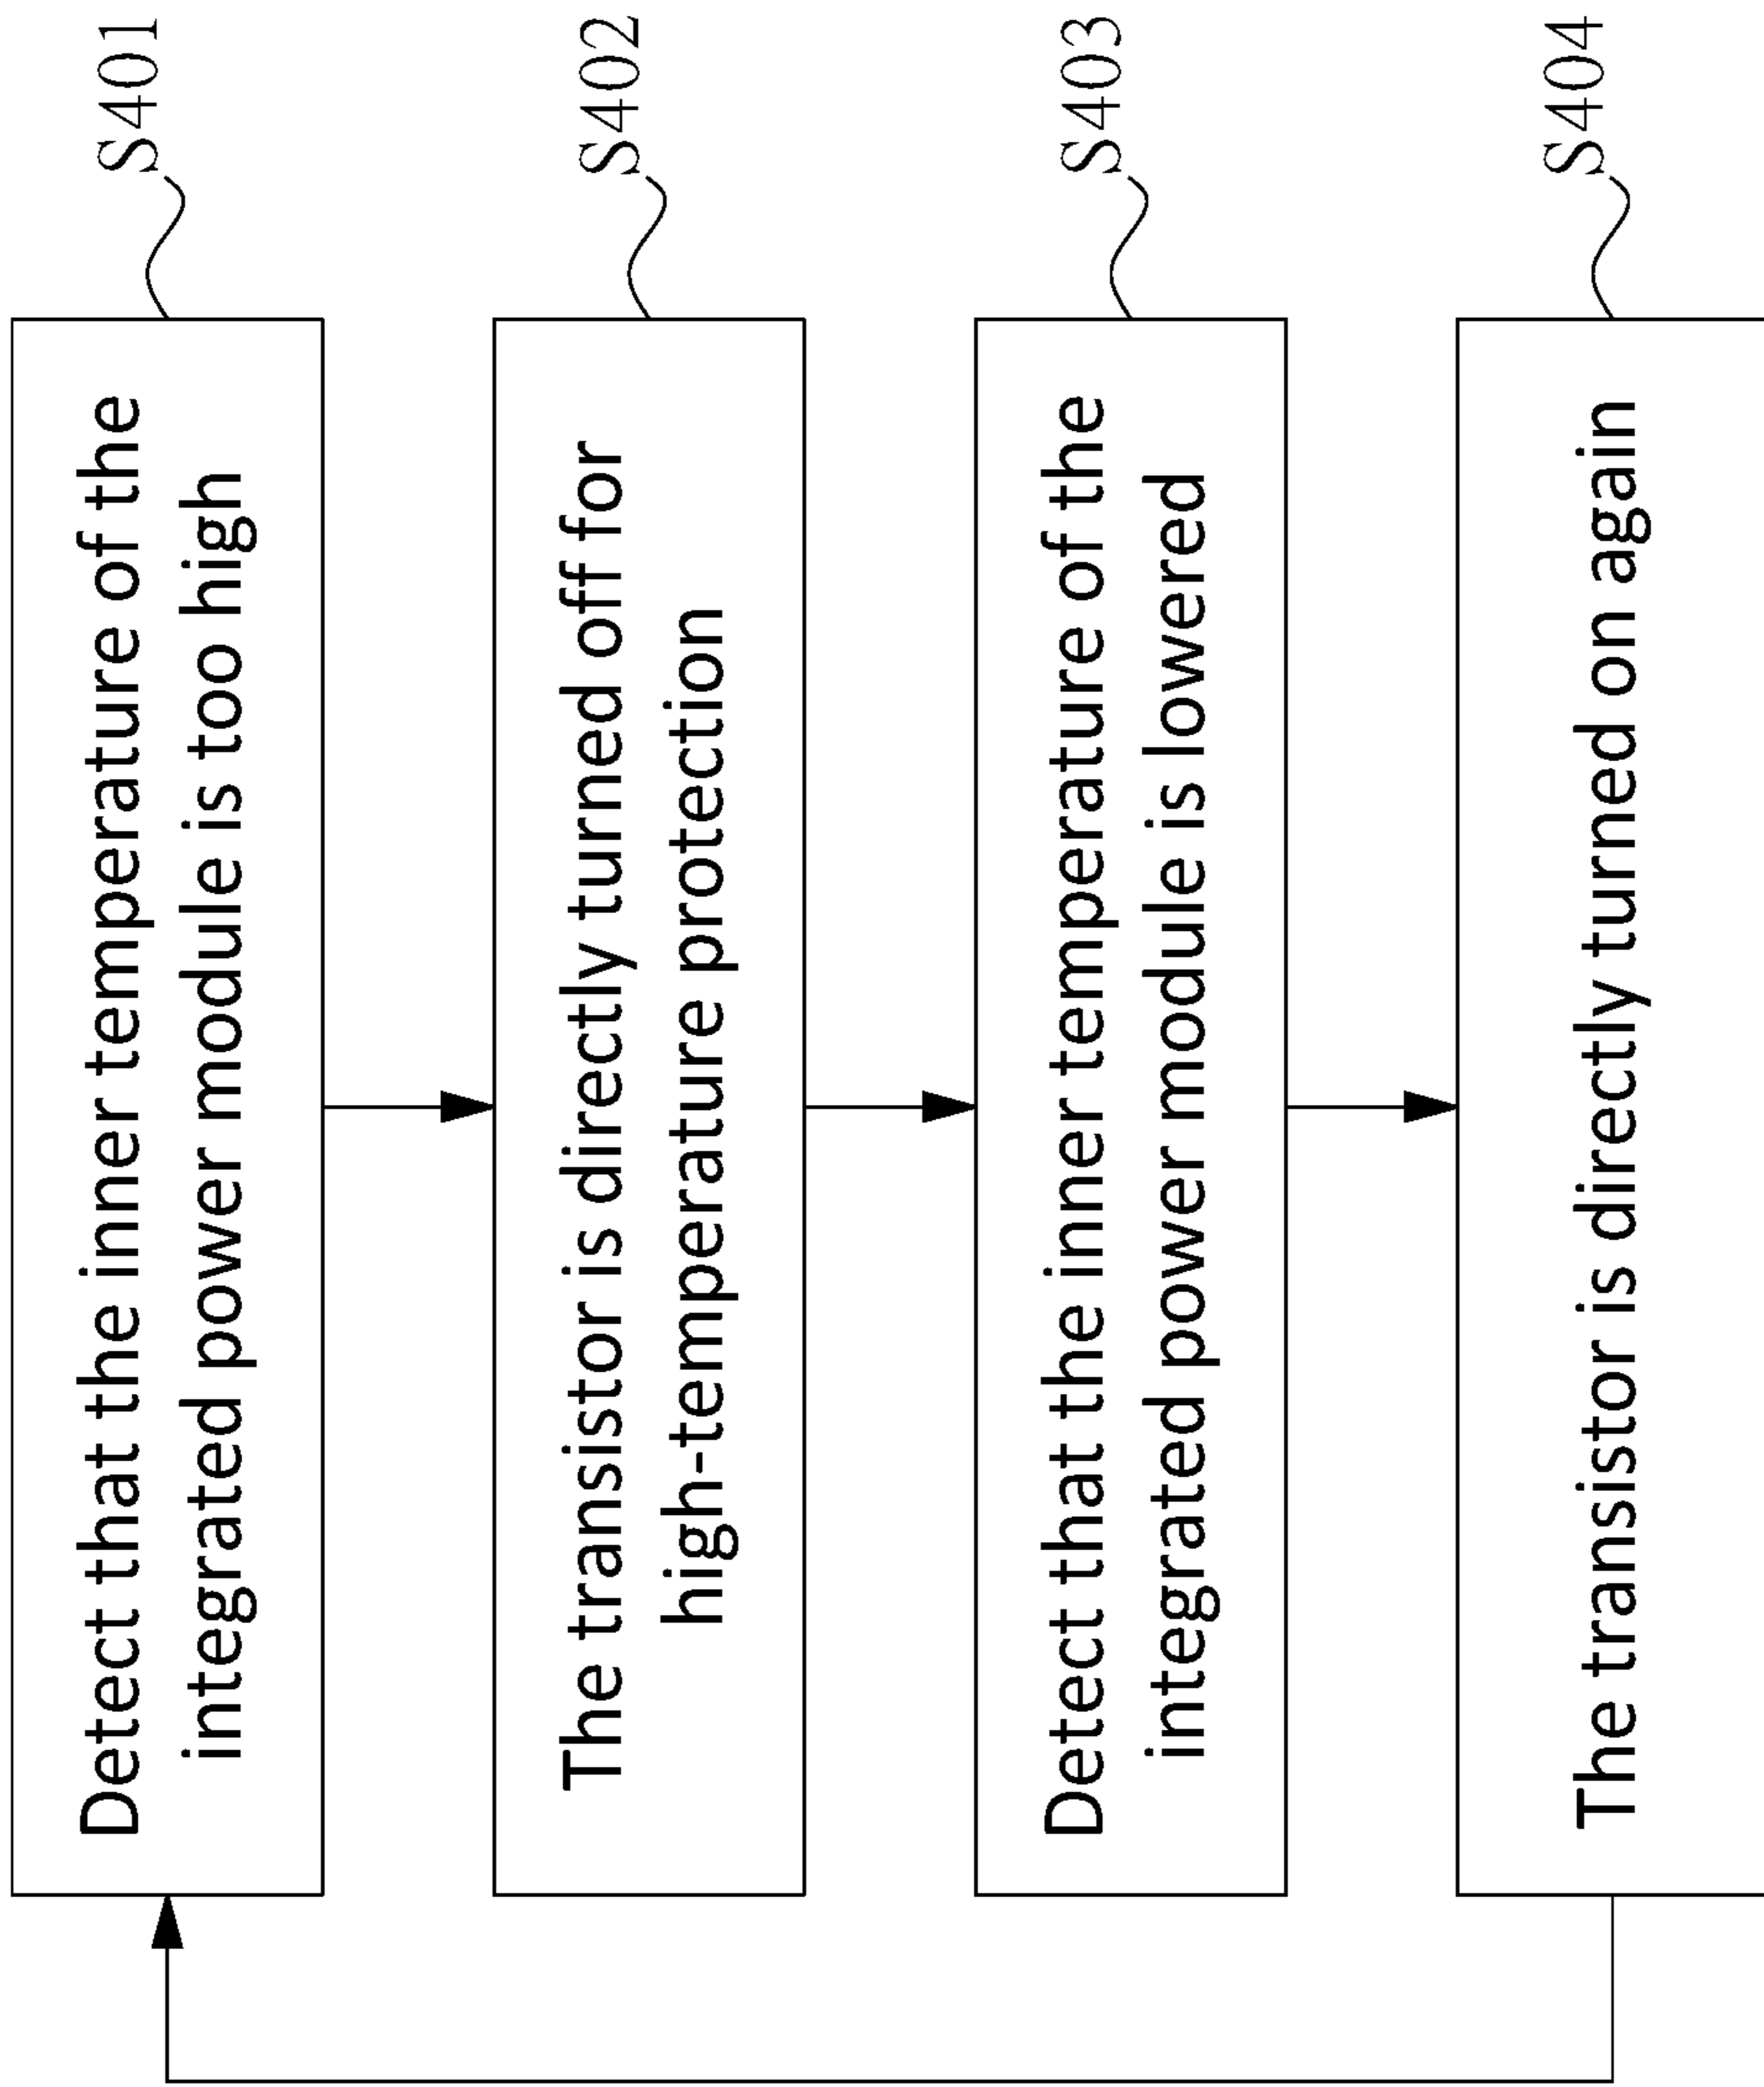 Detect that the inner temperature of the
integrated power module is too high
S401
The transistor is directly turned off for
high-temperature protection
S402
Detect that the inner temperature of the
integrated power module is lowered
S403
The transistor is directly turned on again
S404